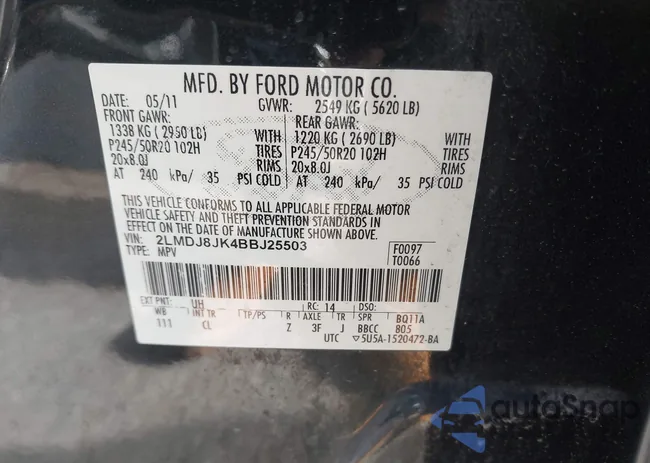 MFD. BY FORD MOTOR CO.
DATE: 05/11 GVWR: 2549 KG ( 5620 LB)
FRONT GAWR: REAR GAWR:
1338 KG ( 2950 LB) WITH 1220 KG ( 2690 LB) WITH
P245/50R20 102H TIRES P245/50R20 102H TIRES
20x8.0J RIMS 20x8.0J RIMS
AT 240 kPa/ 35 PSI COLD AT 240 kPa/ 35 PSI COLD
THIS VEHICLE CONFORMS TO ALL APPLICABLE FEDERAL MOTOR
VEHICLE SAFETY AND THEFT PREVENTION STANDARDS IN
EFFECT ON THE DATE OF MANUFACTURE SHOWN ABOVE.
VIN: 2LMDJ8JK4BBJ25503 F0097
TYPE: MPV T0066
EXT PNT: UH RC: 14 DSO:
WB INT TR TP/PS R AXLE TR SPR BQ11A
111 CL Z 3F J BBCC 805
UTC ▽5U5A-1520472-BA
autoSnap